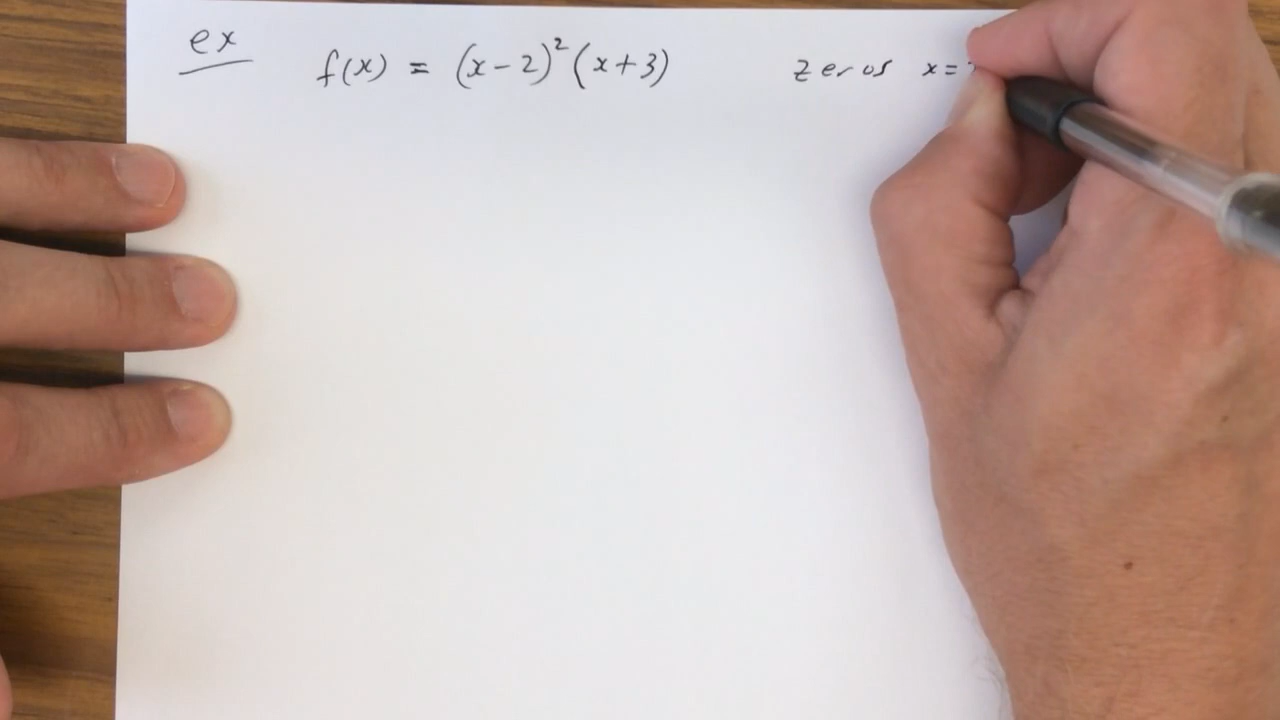 ex f(x) = (x-2)²(x+3) zeros x=